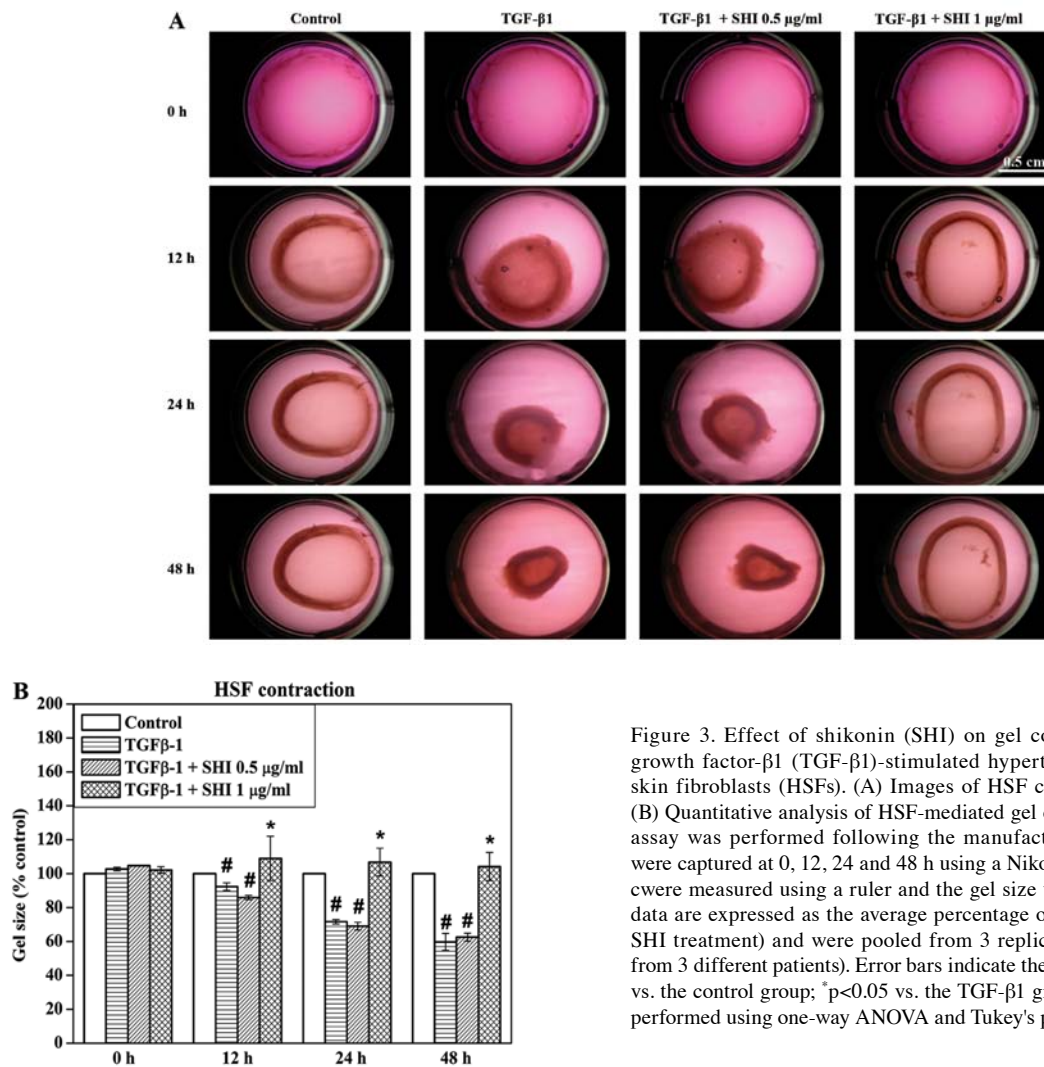 A
Control TGF-β1 TGF-β1 + SHI 0.5 μg/ml TGF-β1 + SHI 1 μg/ml
0 h
0.5 cm
12 h
24 h
48 h
B
HSF contraction
Gel size (% control)
200
180
160
140
120
100
80
60
40
20
0
Control
TGFβ-1
TGFβ-1 + SHI 0.5 μg/ml
TGFβ-1 + SHI 1 μg/ml
# # *
# # *
# # *
0 h 12 h 24 h 48 h
Figure 3. Effect of shikonin (SHI) on gel co
growth factor-β1 (TGF-β1)-stimulated hypert
skin fibroblasts (HSFs). (A) Images of HSF c
(B) Quantitative analysis of HSF-mediated gel
assay was performed following the manufact
were captured at 0, 12, 24 and 48 h using a Niko
cwere measured using a ruler and the gel size
data are expressed as the average percentage o
SHI treatment) and were pooled from 3 replic
from 3 different patients). Error bars indicate the
vs. the control group; *p<0.05 vs. the TGF-β1 g
performed using one-way ANOVA and Tukey's p